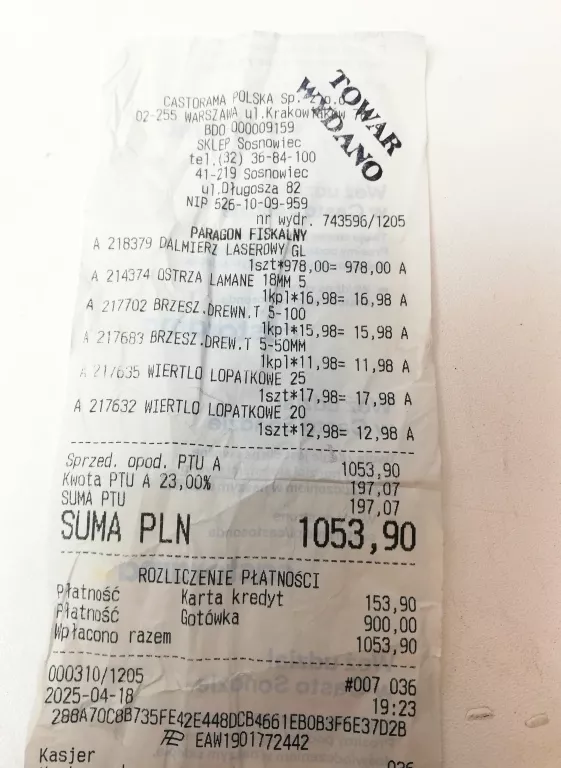 CASTORAMA POLSKA Sp. z o.o.
02-255 WARSZAWA ul.Krakowiaków
BDO 000009159
SKLEP Sosnowiec
tel.(32) 36-84-100
41-219 Sosnowiec
ul.Długosza 82
NIP 526-10-09-959
TOWAR
WYDANO
nr wydr. 743596/1205
PARAGON FISKALNY
A 218379 DALMIERZ LASEROWY GL
1szt*978,00= 978,00 A
A 214374 OSTRZA LAMANE 18MM 5
1kpl*16,98= 16,98 A
A 217702 BRZESZ.DREWN.T 5-100
1kpl*15,98= 15,98 A
A 217683 BRZESZ.DREW.T 5-50MM
1kpl*11,98= 11,98 A
A 217635 WIERTLO LOPATKOWE 25
1szt*17,98= 17,98 A
A 217632 WIERTLO LOPATKOWE 20
1szt*12,98= 12,98 A
Sprzed. opod. PTU A 1053,90
Kwota PTU A 23,00% 197,07
SUMA PTU 197,07
SUMA PLN 1053,90
ROZLICZENIE PŁATNOŚCI
Płatność Karta kredyt 153,90
Płatność Gotówka 900,00
Wpłacono razem 1053,90
000310/1205 #007 036
2025-04-18 19:23
288A70C8B735FE42E448DCB4661EB0B3F6E37D2B
EAW1901772442
Kasjer 036